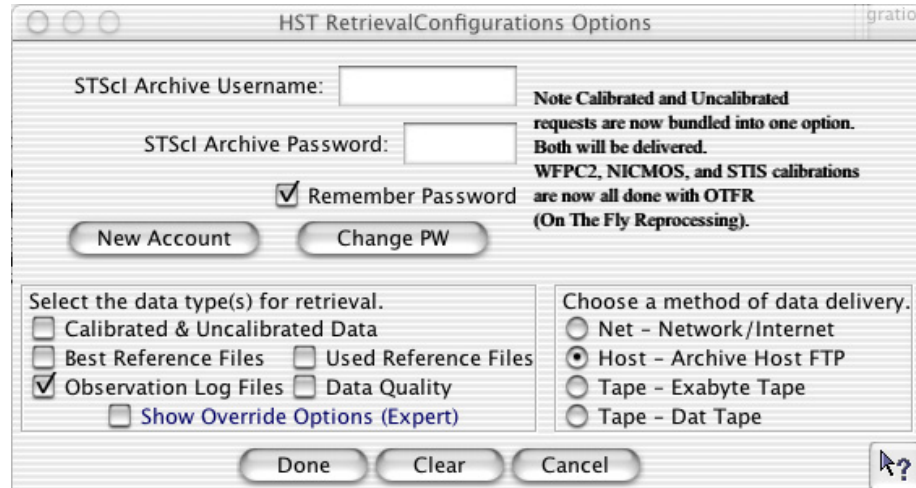 HST RetrievalConfigurations Options
gratio
STScI Archive Username:
STScI Archive Password:
Remember Password
New Account
Change PW
Note Calibrated and Uncalibrated
requests are now bundled into one option.
Both will be delivered.
WFPC2, NICMOS, and STIS calibrations
are now all done with OTFR
(On The Fly Reprocessing).
Select the data type(s) for retrieval.
Calibrated & Uncalibrated Data
Best Reference Files
Used Reference Files
Observation Log Files
Data Quality
Show Override Options (Expert)
Choose a method of data delivery.
Net – Network/Internet
Host – Archive Host FTP
Tape – Exabyte Tape
Tape – Dat Tape
Done
Clear
Cancel
?